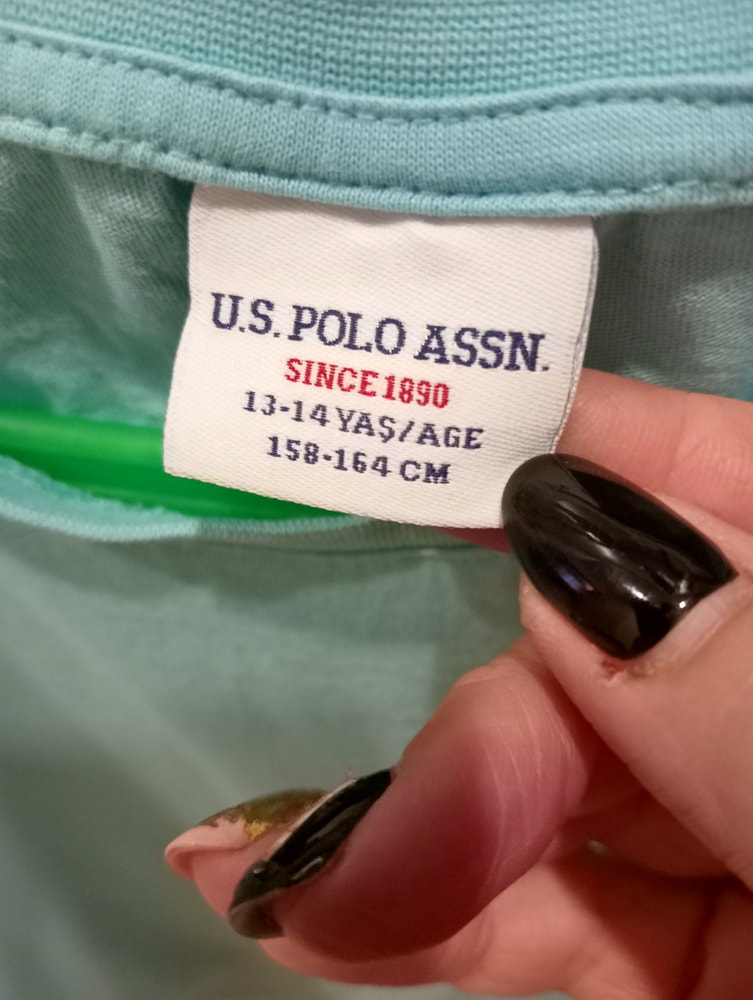 U.S. POLO ASSN.
SINCE 1890
13-14 YAŞ/AGE
158-164 CM